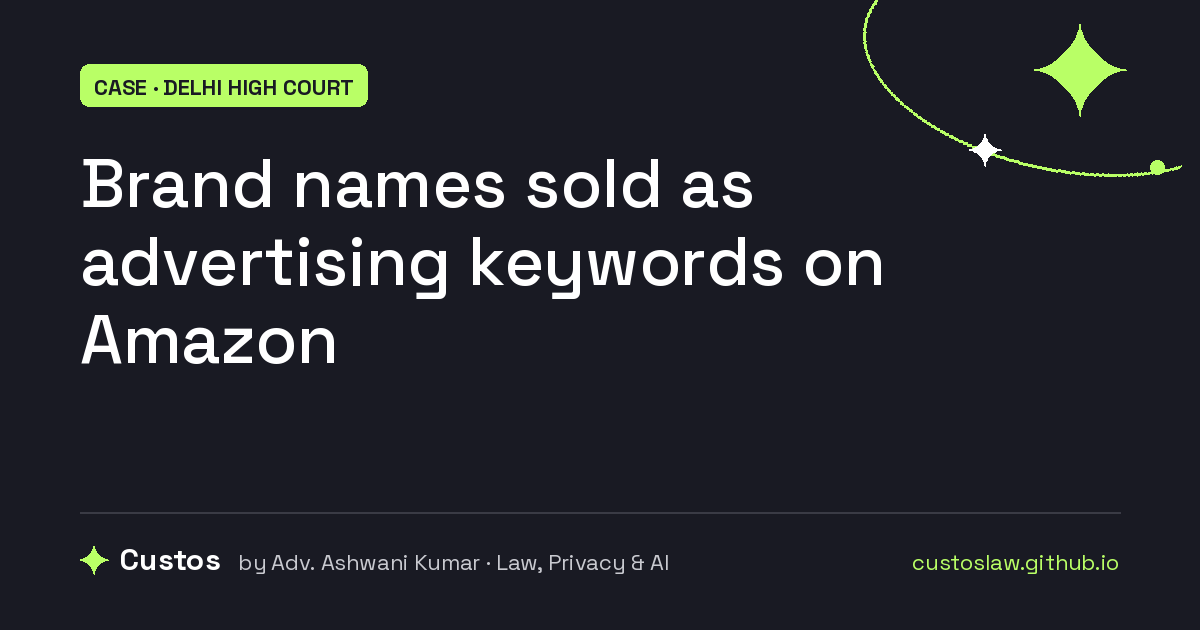 CASE · DELHI HIGH COURT
Brand names sold as
advertising keywords on
Amazon
Custos by Adv. Ashwani Kumar · Law, Privacy & AI custoslaw.github.io